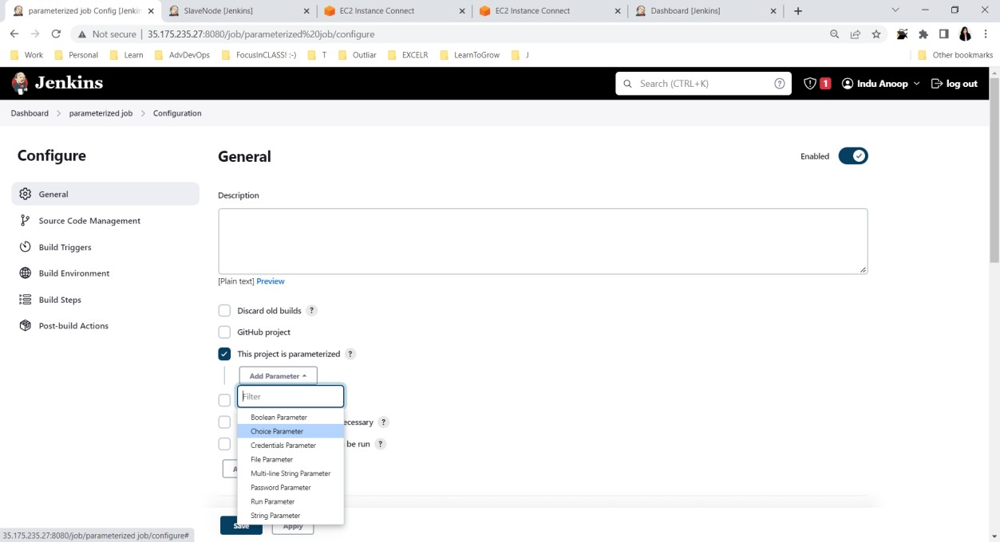 parameterized job Config [Jenkin
SlaveNode [Jenkins]
EC2 Instance Connect
EC2 Instance Connect
Dashboard [Jenkins]
Not secure
35.175.235.27:8080/job/parameterized%20job/configure
Work
Personal
Learn
AdvDevOps
FocusInCLASS! :-)
T
Outliar
EXCELR
LearnToGrow
J
Other bookmarks
Jenkins
Search (CTRL+K)
?
1
Indu Anoop
log out
Dashboard > parameterized job > Configuration
Configure
General
Source Code Management
Build Triggers
Build Environment
Build Steps
Post-build Actions
General
Enabled
Description
[Plain text] Preview
Discard old builds ?
GitHub project
This project is parameterized ?
Add Parameter
Filter
Boolean Parameter
Choice Parameter
Credentials Parameter
File Parameter
Multi-line String Parameter
Password Parameter
Run Parameter
String Parameter
ecessary ?
be run ?
A
Save
Apply
35.175.235.27:8080/job/parameterized job/configure#